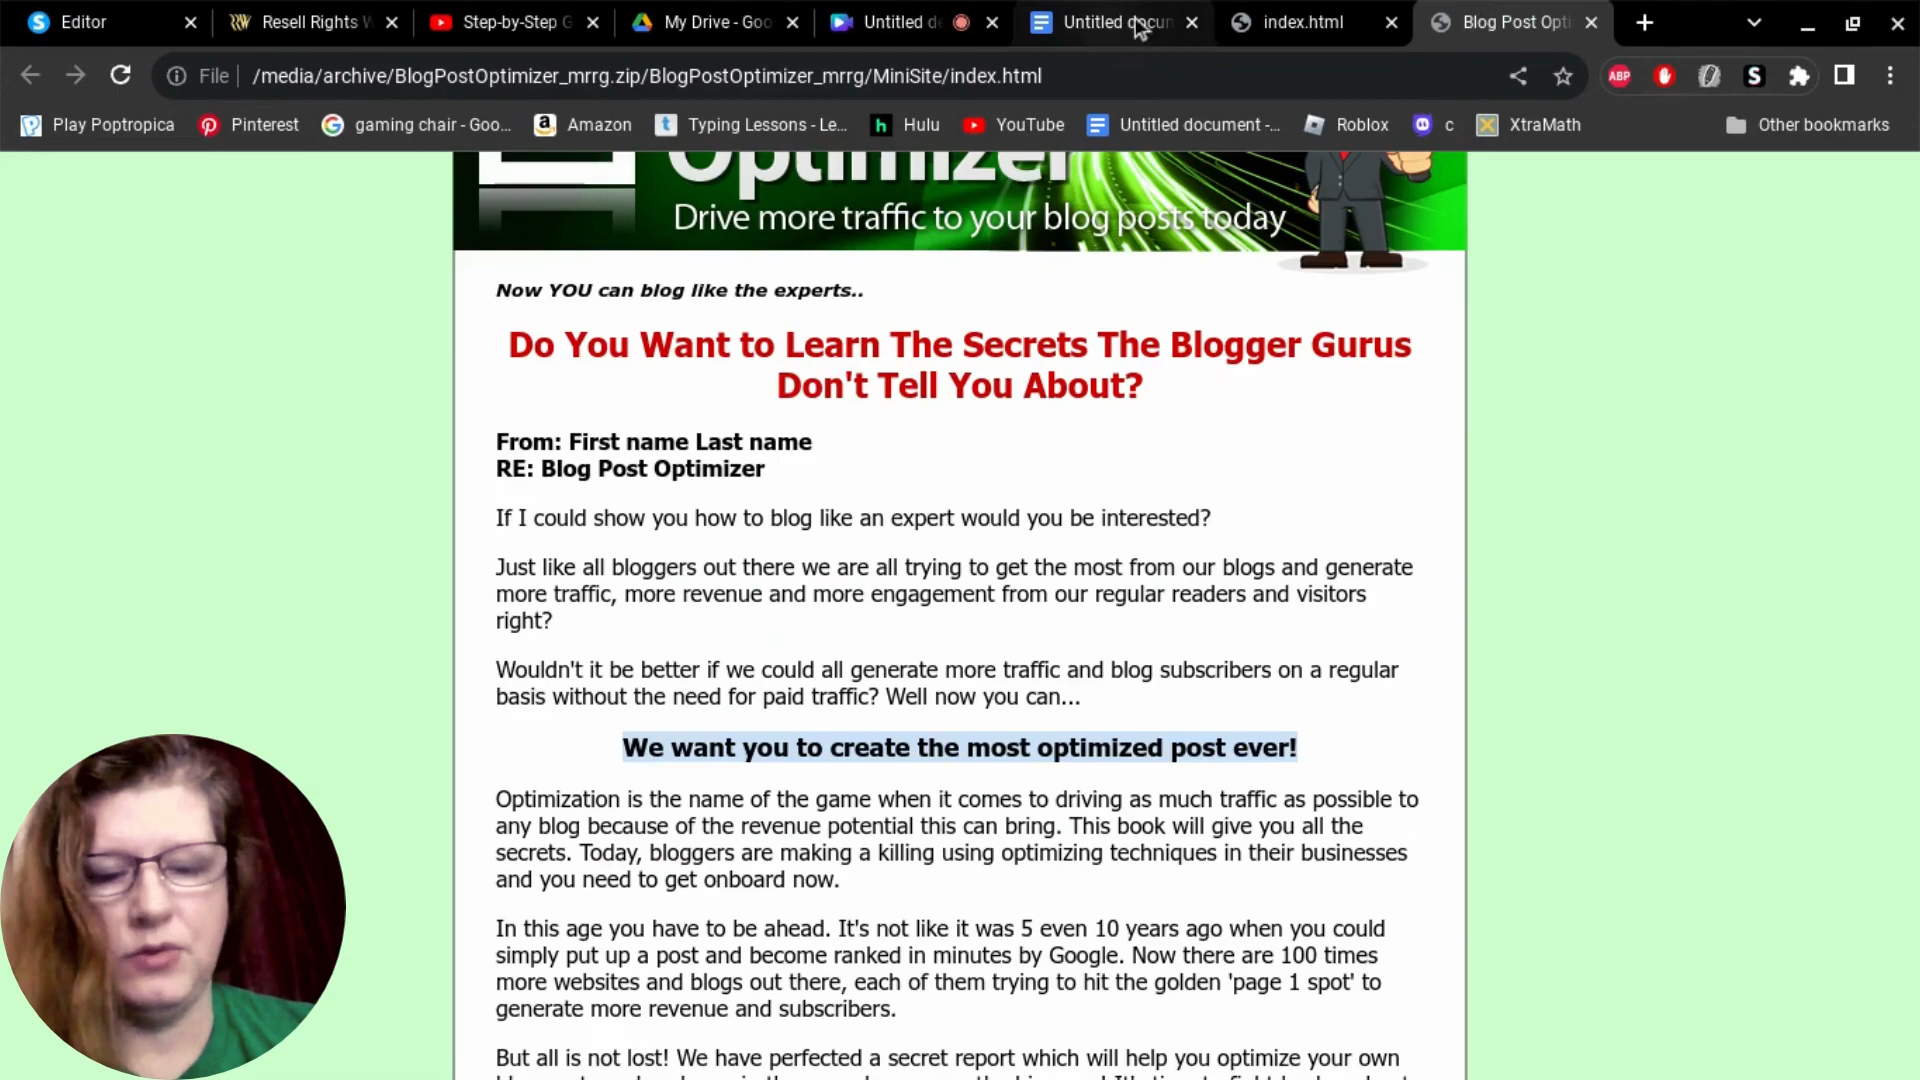 Editor
Resell Rights W
Step-by-Step G
My Drive - Goo
Untitled d
Untitled docum
index.html
Blog Post Opti
File
/media/archive/BlogPostOptimizer_mrrg.zip/BlogPostOptimizer_mrrg/MiniSite/index.html
ABP
S
Play Poptropica
Pinterest
gaming chair - Goo...
Amazon
Typing Lessons - Le...
Hulu
YouTube
Untitled document -...
Roblox
c
XtraMath
Other bookmarks
Optimizer
Drive more traffic to your blog posts today
Now YOU can blog like the experts..
Do You Want to Learn The Secrets The Blogger Gurus
Don't Tell You About?
From: First name Last name
RE: Blog Post Optimizer
If I could show you how to blog like an expert would you be interested?
Just like all bloggers out there we are all trying to get the most from our blogs and generate
more traffic, more revenue and more engagement from our regular readers and visitors
right?
Wouldn't it be better if we could all generate more traffic and blog subscribers on a regular
basis without the need for paid traffic? Well now you can...
We want you to create the most optimized post ever!
Optimization is the name of the game when it comes to driving as much traffic as possible to
any blog because of the revenue potential this can bring. This book will give you all the
secrets. Today, bloggers are making a killing using optimizing techniques in their businesses
and you need to get onboard now.
In this age you have to be ahead. It's not like it was 5 even 10 years ago when you could
simply put up a post and become ranked in minutes by Google. Now there are 100 times
more websites and blogs out there, each of them trying to hit the golden 'page 1 spot' to
generate more revenue and subscribers.
But all is not lost! We have perfected a secret report which will help you optimize your own